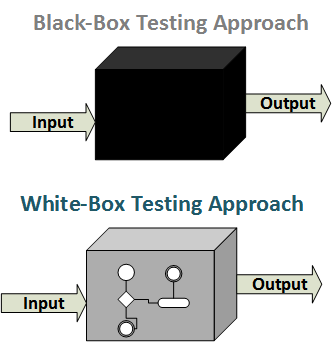 Black-Box Testing Approach
Input
Output
White-Box Testing Approach
Input
Output